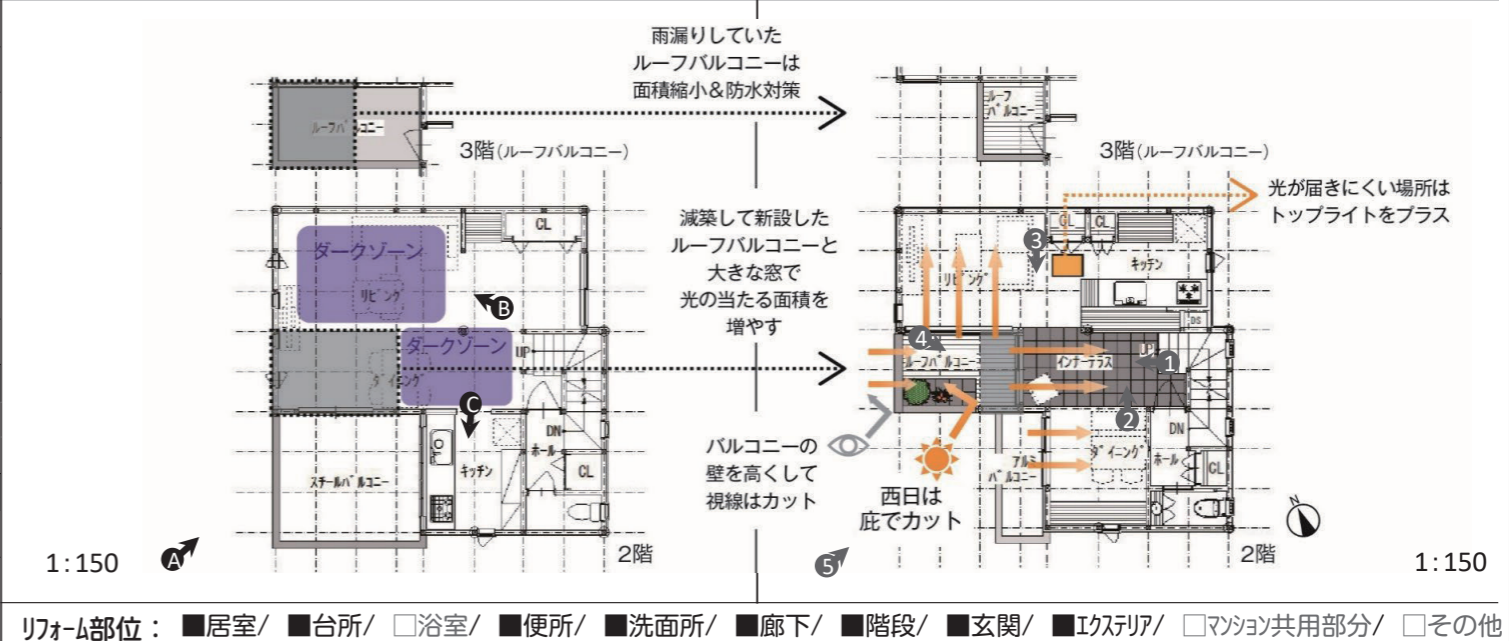 雨漏りしていた
ルーフバルコニーは
面積縮小&防水対策
ルーフバルコニー
3階(ルーフバルコニー)
減築して新設した
ルーフバルコニーと
大きな窓で
光の当たる面積を
増やす
CL
ダークゾーン
リビング
B
ダークゾーン
UP
ダイニング
C
DN
ホール
CL
キッチン
スチールバルコニー
2階
1:150
A
ルーフ
バルコニー
3階(ルーフバルコニー)
光が届きにくい場所は
トップライトをプラス
CL
CL
3
キッチン
リビング
DS
4
ルーフバルコニー
インナーテラス
UP
1
2
DN
ダイニング
ホール
CL
アルミ
バルコニー
バルコニーの
壁を高くして
視線はカット
西日は
庇でカット
N
5
2階
1:150
リフォーム部位: ■居室/ ■台所/ □浴室/ ■便所/ ■洗面所/ ■廊下/ ■階段/ ■玄関/ ■エクステリア/ □マンション共用部分/ □その他